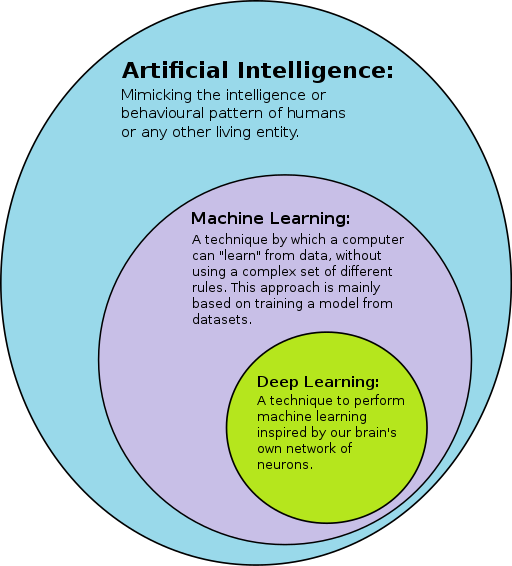 Artificial Intelligence:
Mimicking the intelligence or
behavioural pattern of humans
or any other living entity.
Machine Learning:
A technique by which a computer
can "learn" from data, without
using a complex set of different
rules. This approach is mainly
based on training a model from
datasets.
Deep Learning:
A technique to perform
machine learning
inspired by our brain's
own network of
neurons.